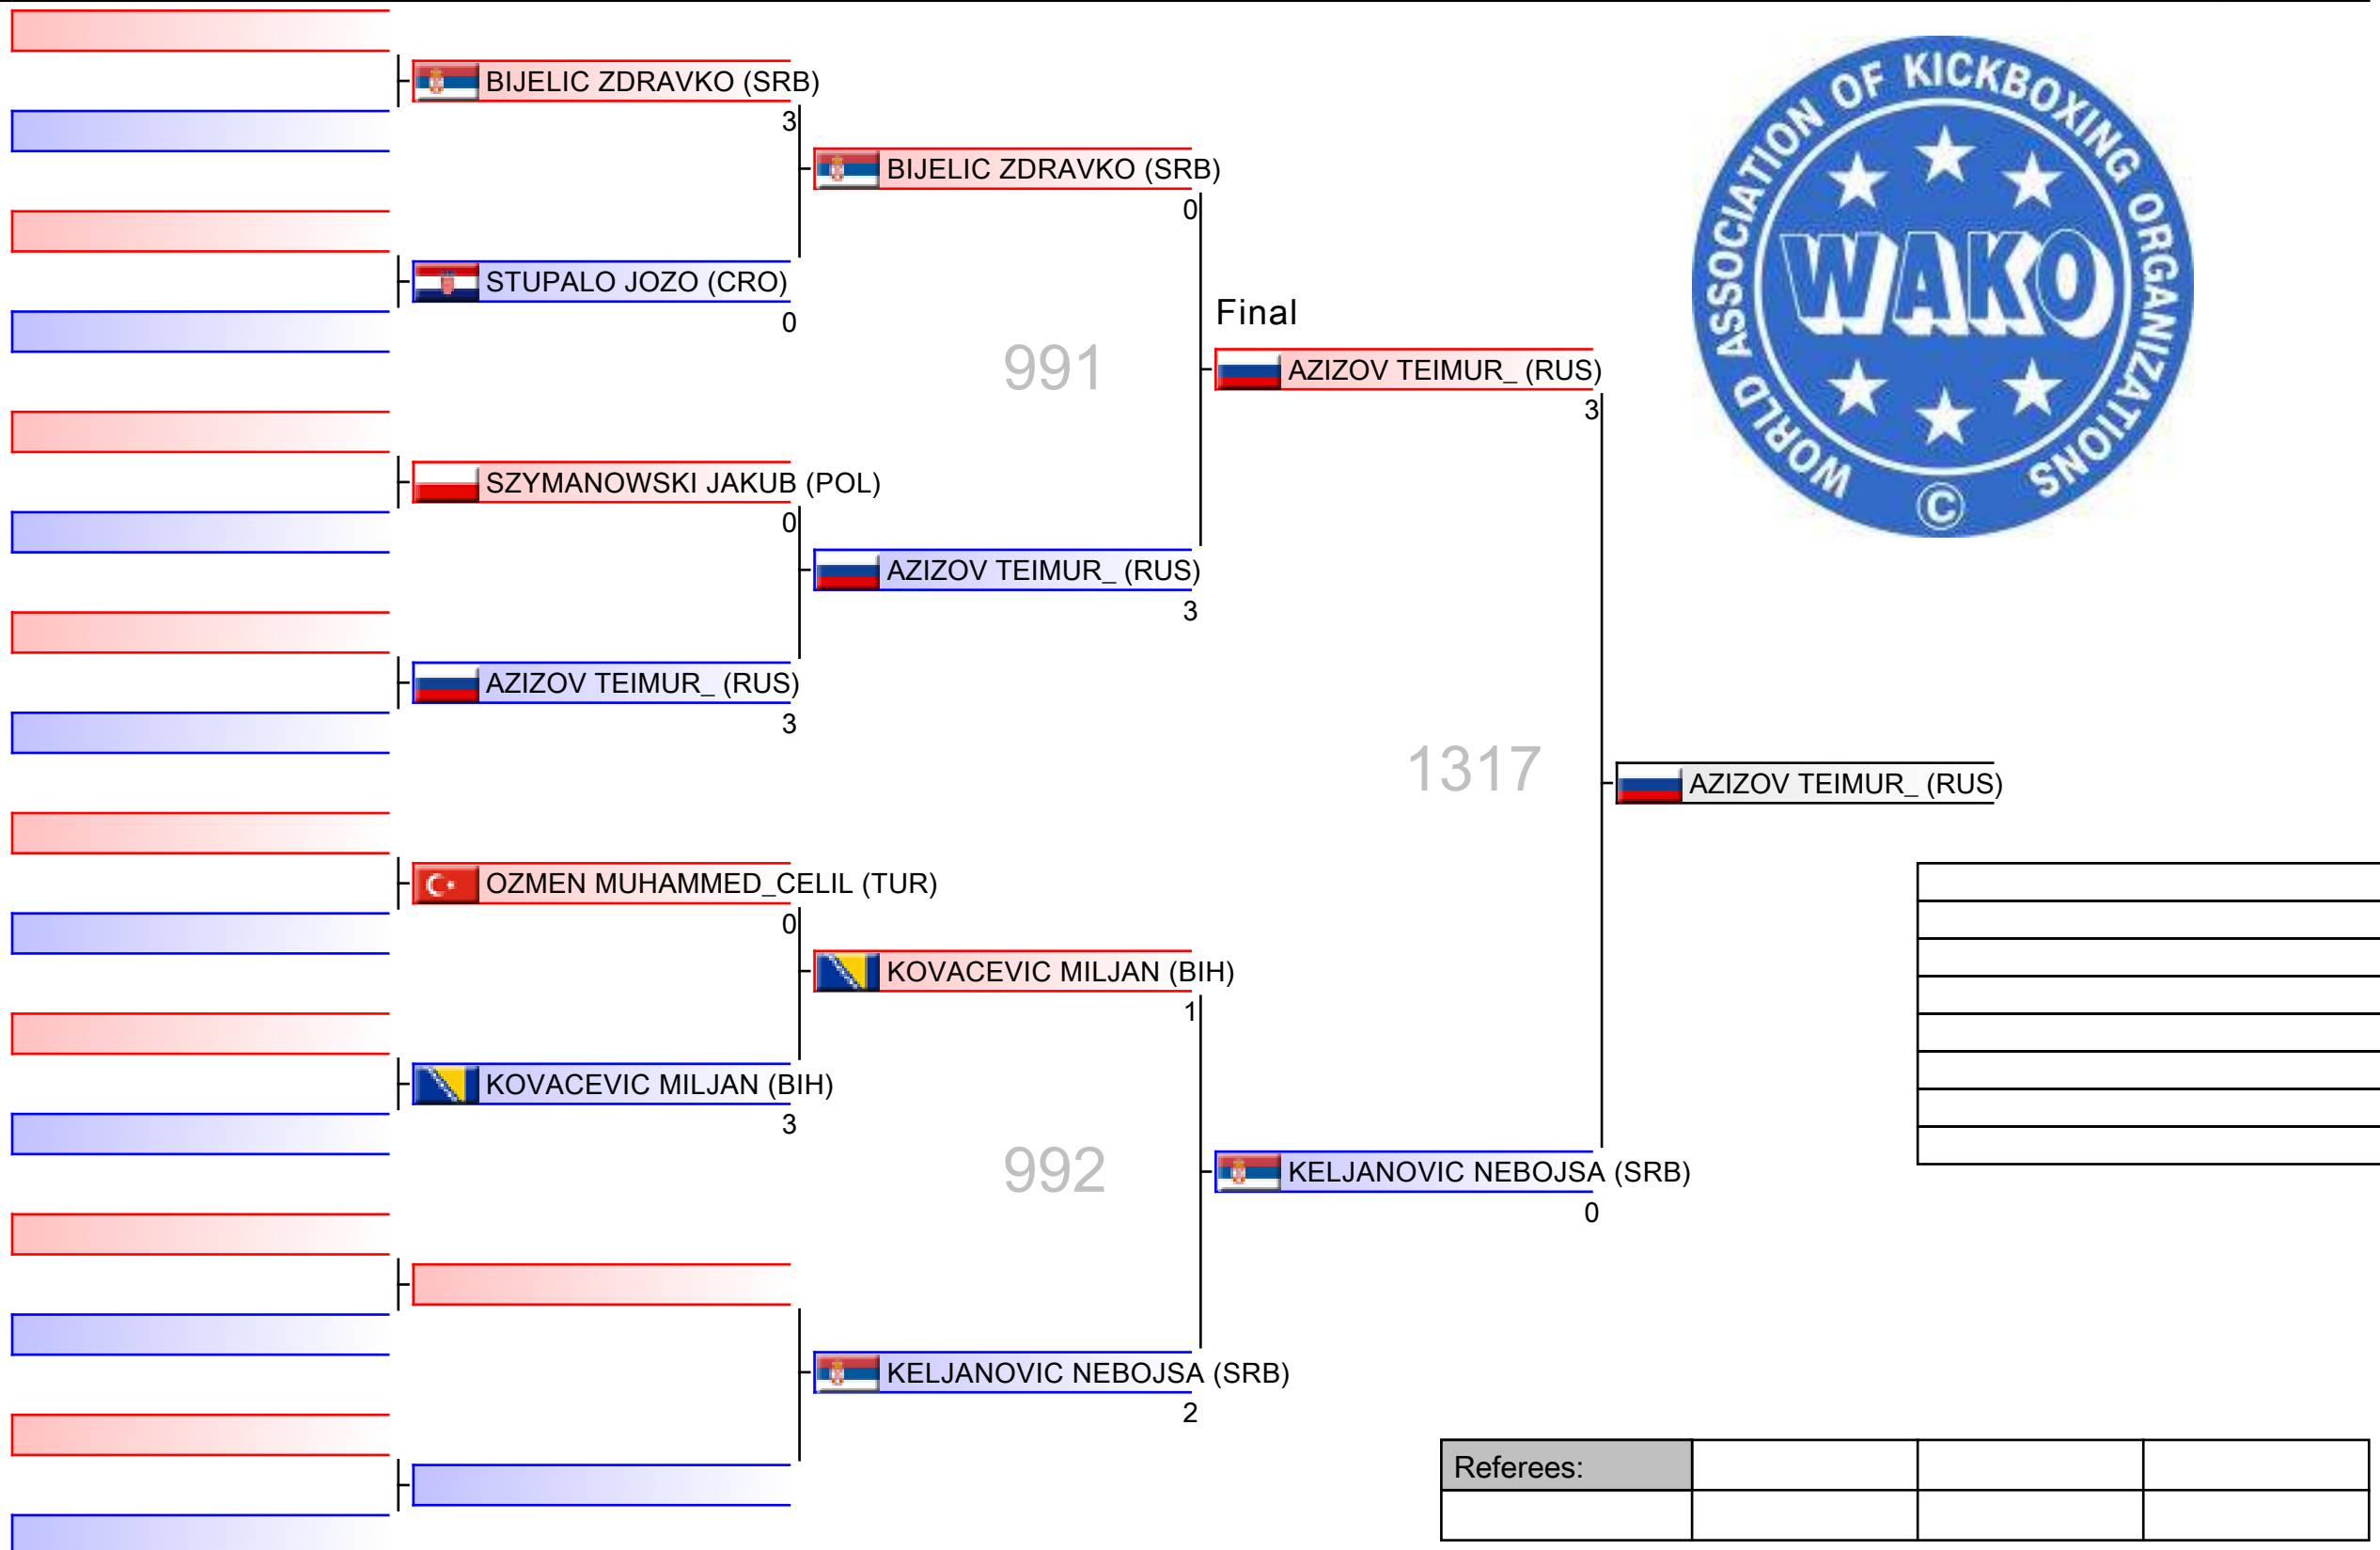 BIJELIC ZDRAVKO (SRB)
3
BIJELIC ZDRAVKO (SRB)
0
STUPALO JOZO (CRO)
0
Final
991
AZIZOV TEIMUR_ (RUS)
3
SZYMANOWSKI JAKUB (POL)
0
AZIZOV TEIMUR_ (RUS)
3
AZIZOV TEIMUR_ (RUS)
3
1317
AZIZOV TEIMUR_ (RUS)
OZMEN MUHAMMED_CELIL (TUR)
0
KOVACEVIC MILJAN (BIH)
1
KOVACEVIC MILJAN (BIH)
3
992
KELJANOVIC NEBOJSA (SRB)
0
KELJANOVIC NEBOJSA (SRB)
2
WORLD ASSOCIATION OF KICKBOXING ORGANIZATIONS
WAKO
©
Referees: